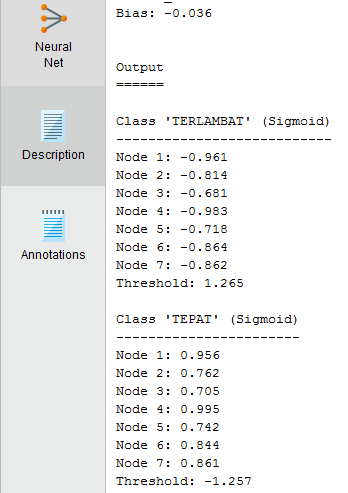 Neural
Net
Description
Annotations
Bias: -0.036
Output
======
Class 'TERLAMBAT' (Sigmoid)
---------------------------
Node 1: -0.961
Node 2: -0.814
Node 3: -0.681
Node 4: -0.983
Node 5: -0.718
Node 6: -0.864
Node 7: -0.862
Threshold: 1.265
Class 'TEPAT' (Sigmoid)
-----------------------
Node 1: 0.956
Node 2: 0.762
Node 3: 0.705
Node 4: 0.995
Node 5: 0.742
Node 6: 0.844
Node 7: 0.861
Threshold: -1.257